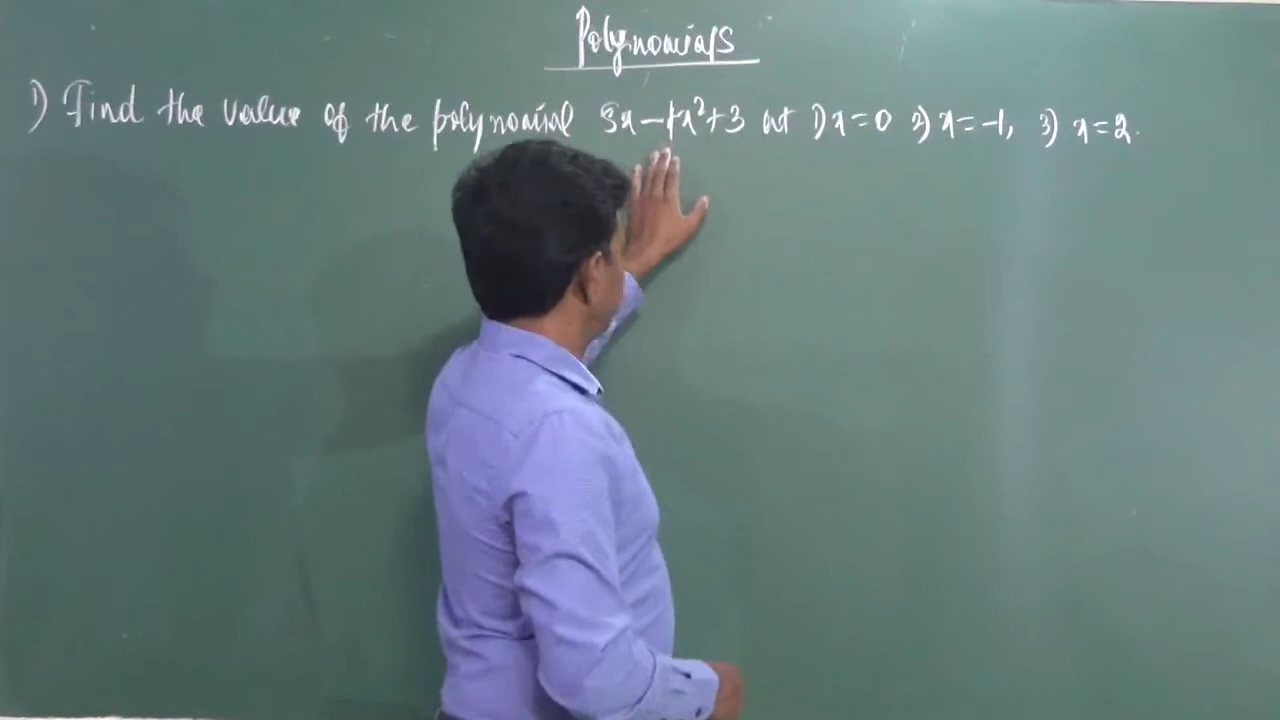 Polynomials
1) Find the value of the polynomial 5x-4x²+3 at 1) x=0 2) x=-1, 3) x=2.